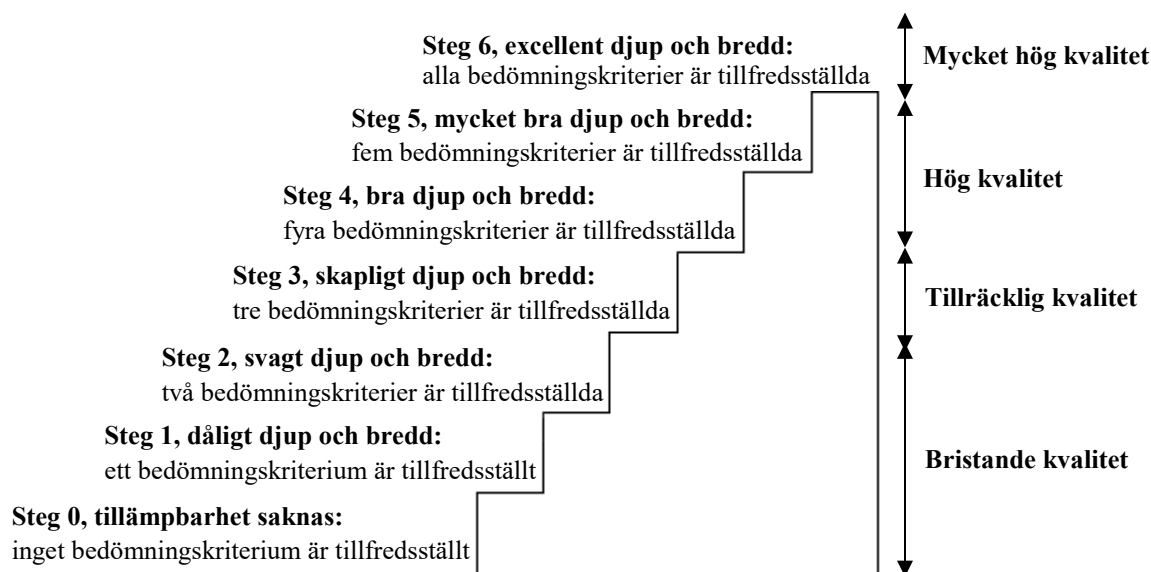 Steg 6, excellent djup och bredd:
alla bedömningskriterier är tillfredsställda
Mycket hög kvalitet
Steg 5, mycket bra djup och bredd:
fem bedömningskriterier är tillfredsställda
Hög kvalitet
Steg 4, bra djup och bredd:
fyra bedömningskriterier är tillfredsställda
Steg 3, skapligt djup och bredd:
tre bedömningskriterier är tillfredsställda
Tillräcklig kvalitet
Steg 2, svagt djup och bredd:
två bedömningskriterier är tillfredsställda
Steg 1, dåligt djup och bredd:
ett bedömningskriterium är tillfredsställt
Bristande kvalitet
Steg 0, tillämpbarhet saknas:
inget bedömningskriterium är tillfredsställt